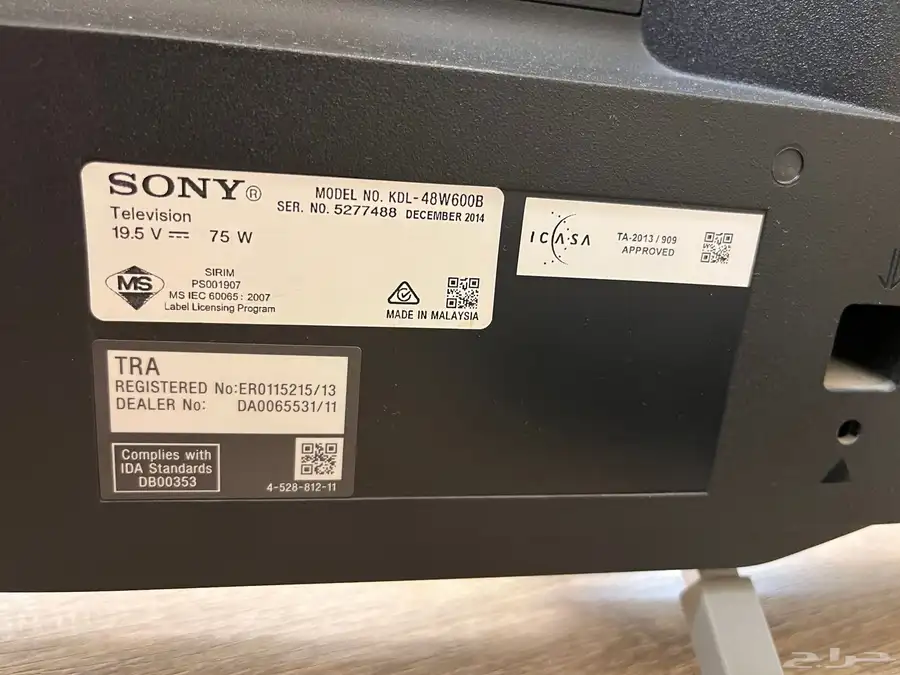 SONY®
MODEL NO. KDL-48W600B
Television
SER. NO. 5277488 DECEMBER 2014
19.5 V ⎓ 75 W
MS
SIRIM
PS001907
MS IEC 60065 : 2007
Label Licensing Program
MADE IN MALAYSIA
ICASA
TA-2013 / 909
APPROVED
TRA
REGISTERED No:ER0115215/13
DEALER No: DA0065531/11
Complies with
IDA Standards
DB00353
4-528-812-11
حراج